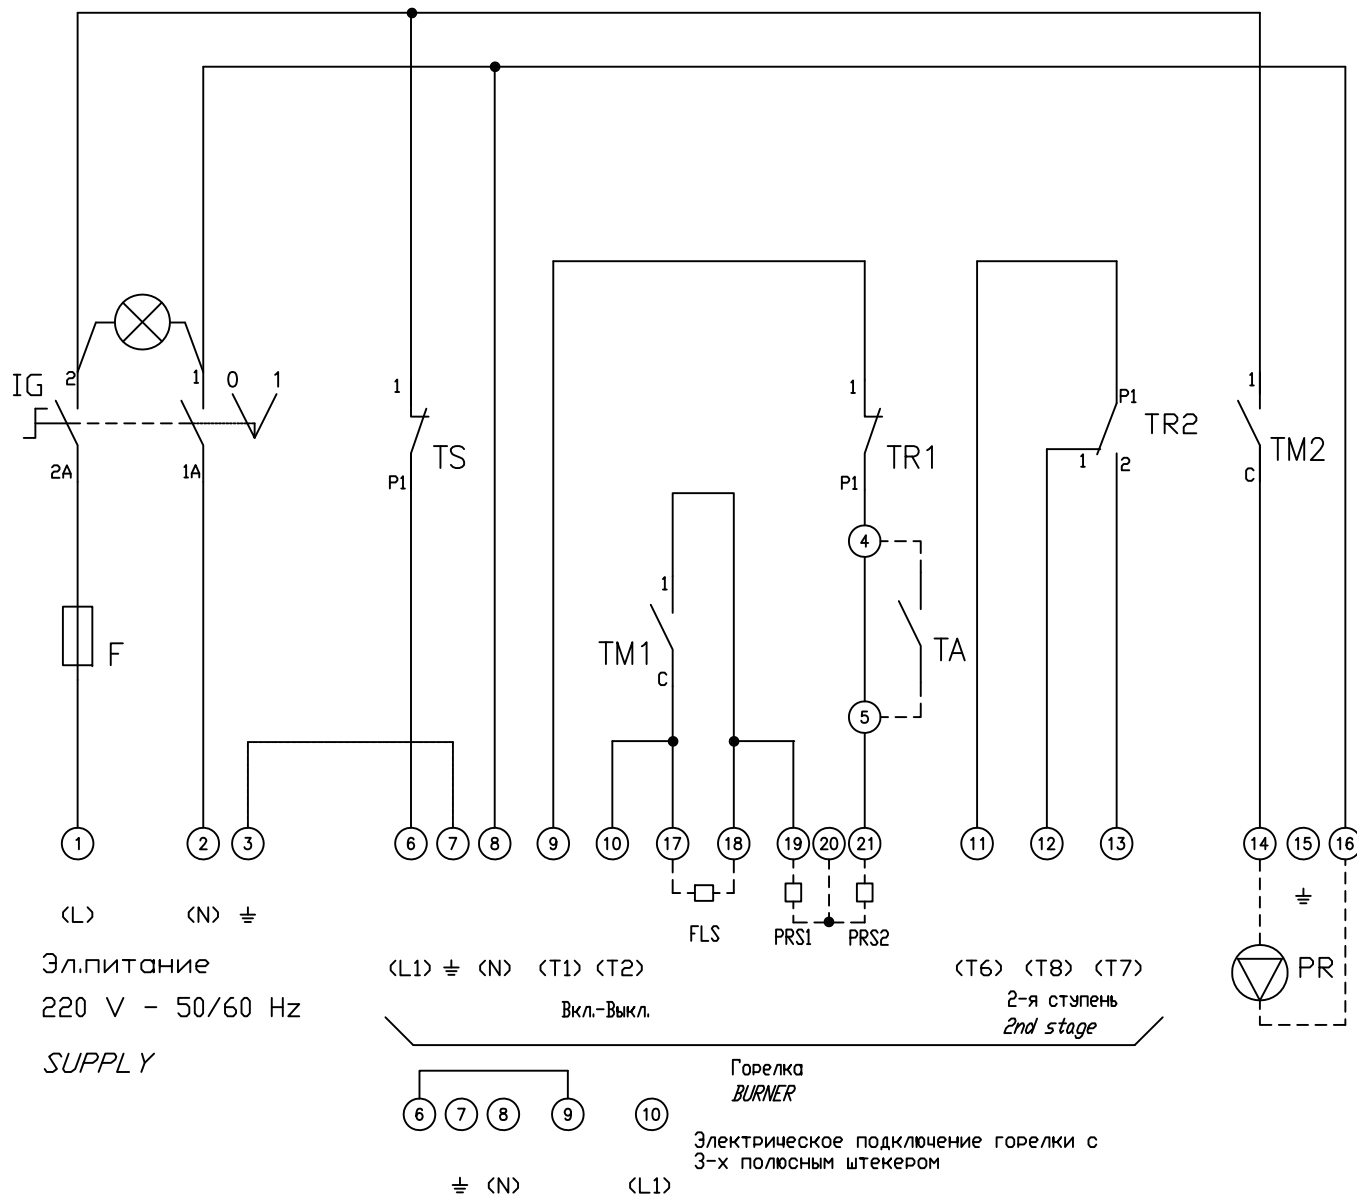 IG 2 1 0 1
2A 1A
F
1
TS
P1
1
TR1
P1
4
TA
5
1
TM1
C
P1
TR2
1 2
1
TM2
C
1 2 3 6 7 8 9 10 17 18 19 20 21 11 12 13 14 15 16
(L) (N)
FLS PRS1 PRS2
Эл.питание
220 V - 50/60 Hz
SUPPLY
(L1) (N) (T1) (T2) (T6) (T8) (T7)
PR
Вкл.-Выкл.
2-я ступень
2nd stage
Горелка
BURNER
6 7 8 9 10
Электрическое подключение горелки с
3-х полюсным штекером
(N) (L1)